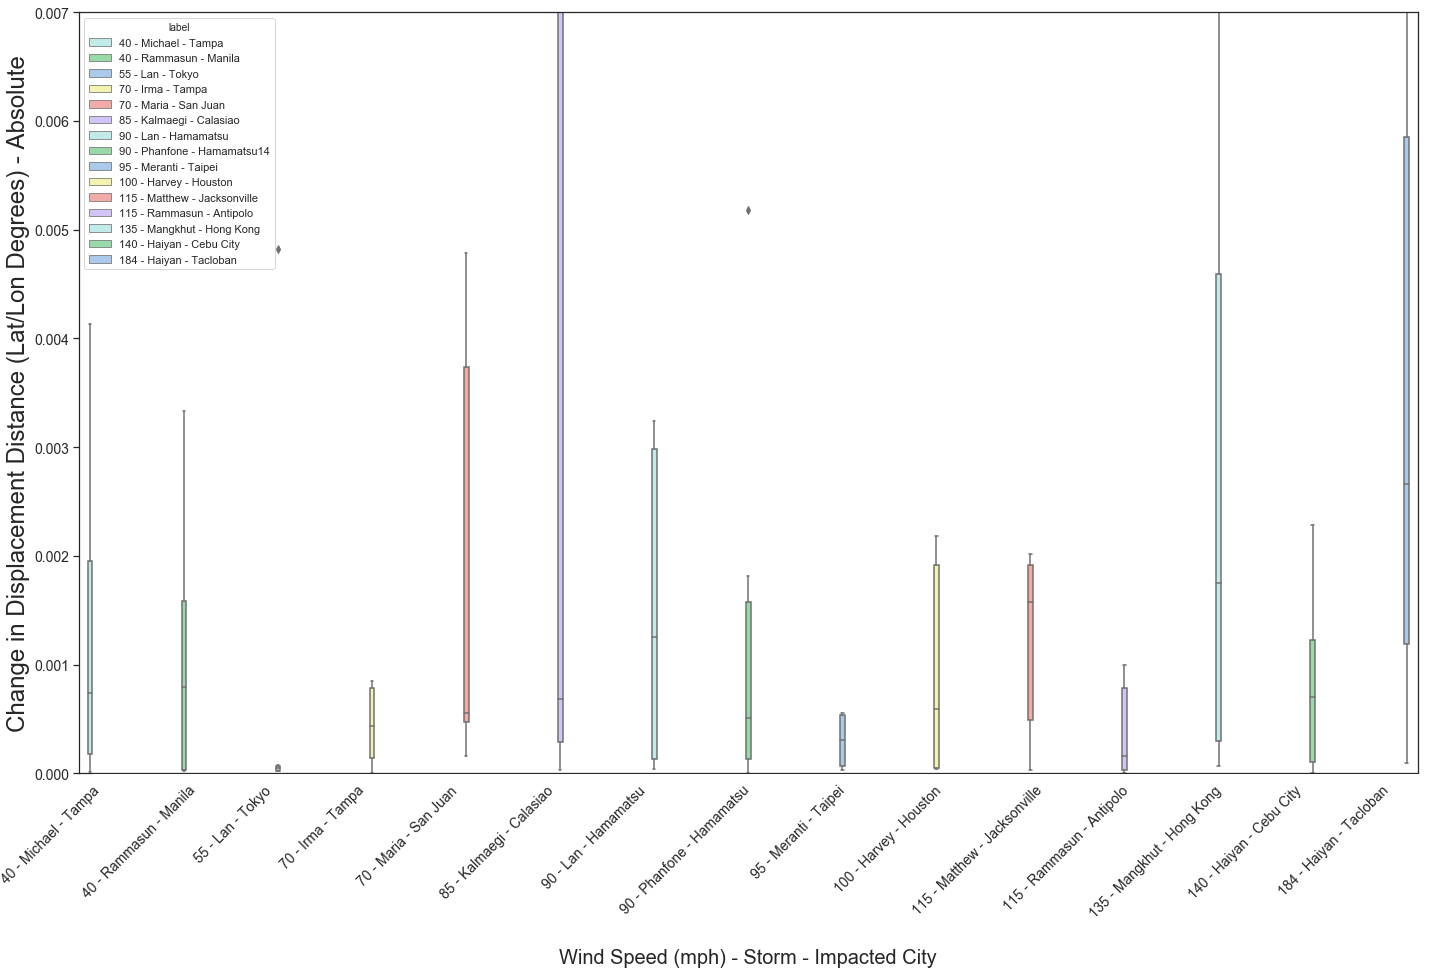 Change in Displacement Distance (Lat/Lon Degrees) - Absolute
0.007
0.006
0.005
0.004
0.003
0.002
0.001
0.000
label
40 - Michael - Tampa
40 - Rammasun - Manila
55 - Lan - Tokyo
70 - Irma - Tampa
70 - Maria - San Juan
85 - Kalmaegi - Calasiao
90 - Lan - Hamamatsu
90 - Phanfone - Hamamatsu14
95 - Meranti - Taipei
100 - Harvey - Houston
115 - Matthew - Jacksonville
115 - Rammasun - Antipolo
135 - Mangkhut - Hong Kong
140 - Haiyan - Cebu City
184 - Haiyan - Tacloban
40 - Michael - Tampa
40 - Rammasun - Manila
55 - Lan - Tokyo
70 - Irma - Tampa
70 - Maria - San Juan
85 - Kalmaegi - Calasiao
90 - Lan - Hamamatsu
90 - Phanfone - Hamamatsu
95 - Meranti - Taipei
100 - Harvey - Houston
115 - Matthew - Jacksonville
115 - Rammasun - Antipolo
135 - Mangkhut - Hong Kong
140 - Haiyan - Cebu City
184 - Haiyan - Tacloban
Wind Speed (mph) - Storm - Impacted City